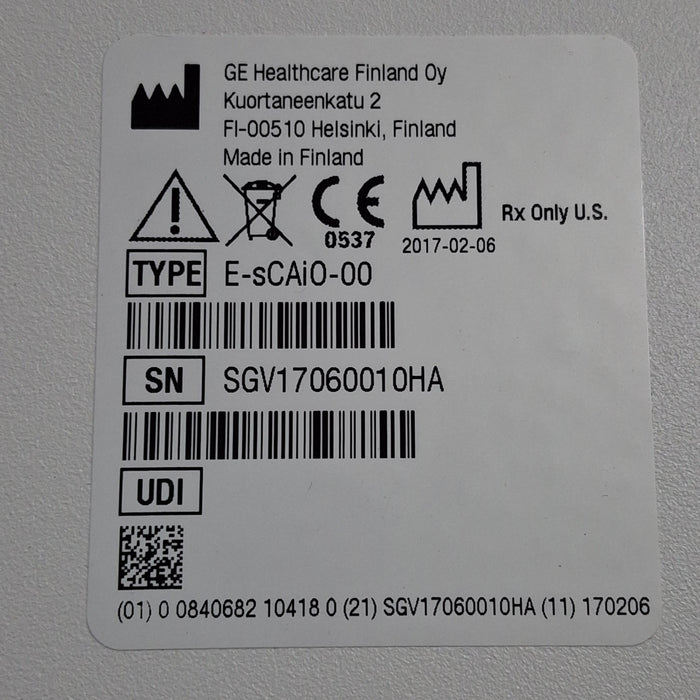 GE Healthcare Finland Oy
Kuortaneenkatu 2
FI-00510 Helsinki, Finland
Made in Finland
CE
0537
2017-02-06
Rx Only U.S.
TYPE E-sCAiO-00
SN SGV17060010HA
UDI
(01) 0 0840682 10418 0 (21) SGV17060010HA (11) 170206